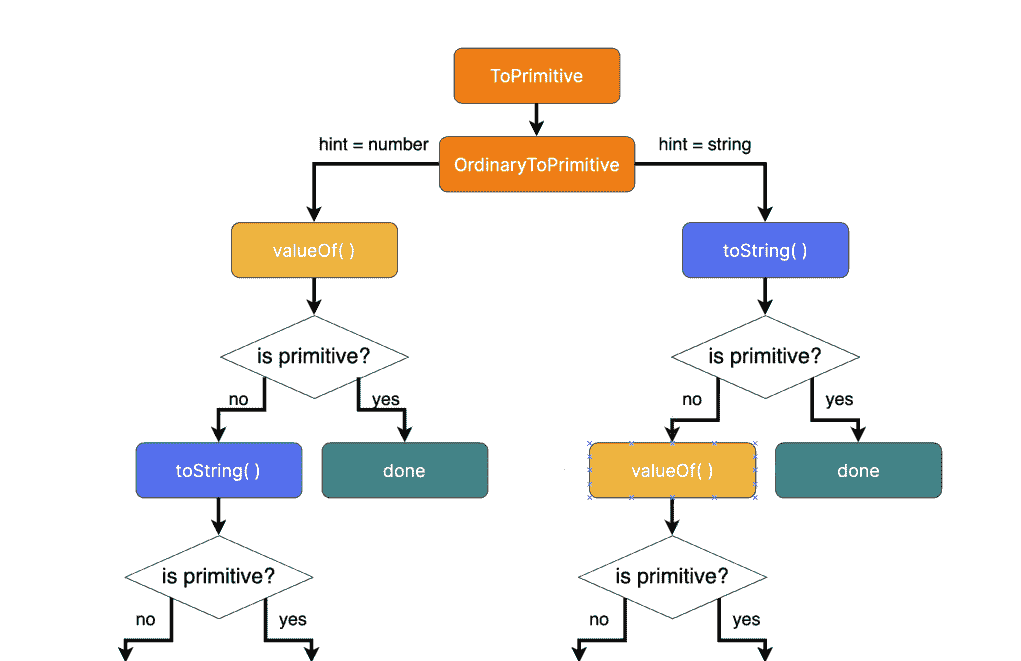 ToPrimitive
hint = number
hint = string
OrdinaryToPrimitive
valueOf( )
toString( )
is primitive?
is primitive?
no
yes
no
yes
toString( )
done
valueOf( )
done
is primitive?
is primitive?
no
yes
no
yes